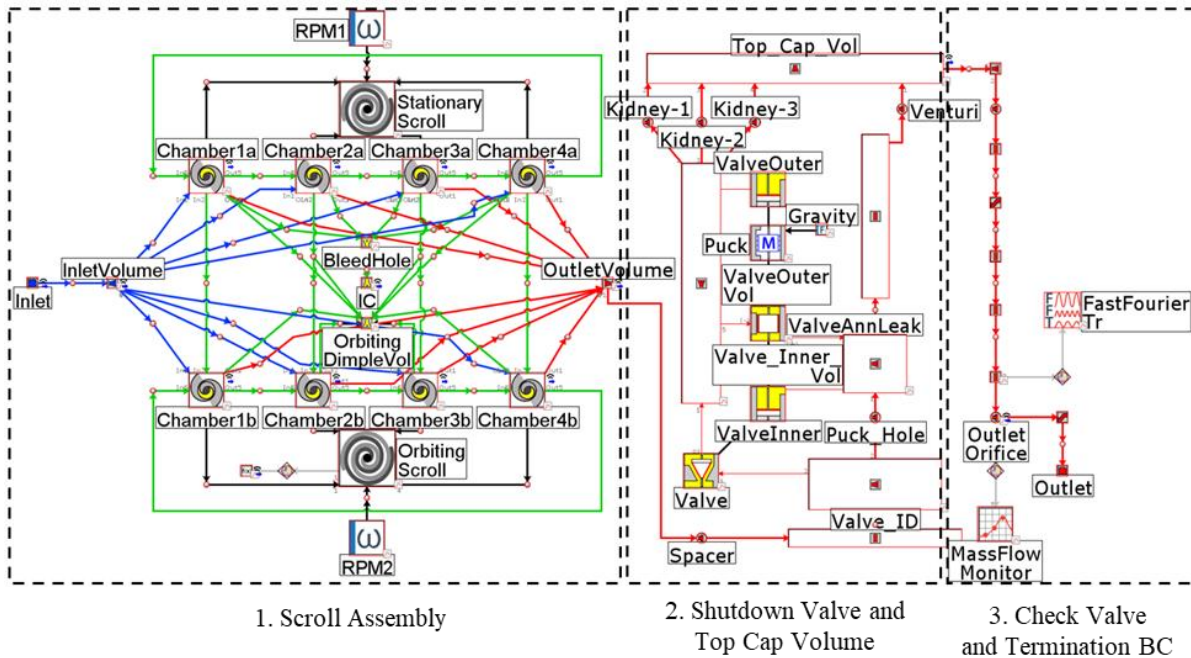 RPM1
ω
Stationary
Scroll
Chamber1a
Chamber2a
Chamber3a
Chamber4a
InletVolume
Inlet
BleedHole
IC
OutletVolume
Orbiting
DimpleVol
Chamber1b
Chamber2b
Chamber3b
Chamber4b
Orbiting
Scroll
ω
RPM2
1. Scroll Assembly
Top_Cap_Vol
Kidney-1
Kidney-3
Kidney-2
Venturi
ValveOuter
Gravity
Puck
M
ValveOuter
Vol
ValveAnnLeak
Valve_Inner_
Vol
ValveInner
Puck_Hole
Valve
Valve_ID
Spacer
2. Shutdown Valve and
Top Cap Volume
F
F
T
FastFourier
Tr
Outlet
Orifice
Outlet
MassFlow
Monitor
3. Check Valve
and Termination BC